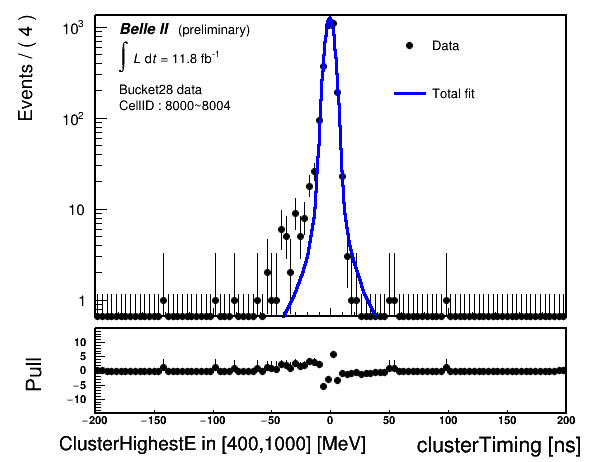 Events / ( 4 )
10³
10²
10
1
Belle II (preliminary)
∫ L dt = 11.8 fb⁻¹
Bucket28 data
CellID : 8000~8004
Data
Total fit
Pull
10
5
0
−5
−10
−200 −150 −100 −50 0 50 100 150 200
ClusterHighestE in [400,1000] [MeV] clusterTiming [ns]